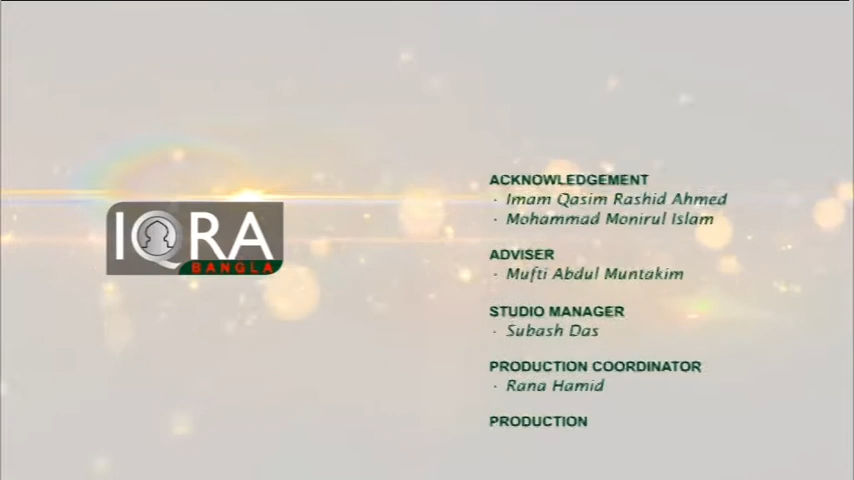 IQRA
BANGLA
ACKNOWLEDGEMENT
· Imam Qasim Rashid Ahmed
· Mohammad Monirul Islam
ADVISER
· Mufti Abdul Muntakim
STUDIO MANAGER
· Subash Das
PRODUCTION COORDINATOR
· Rana Hamid
PRODUCTION